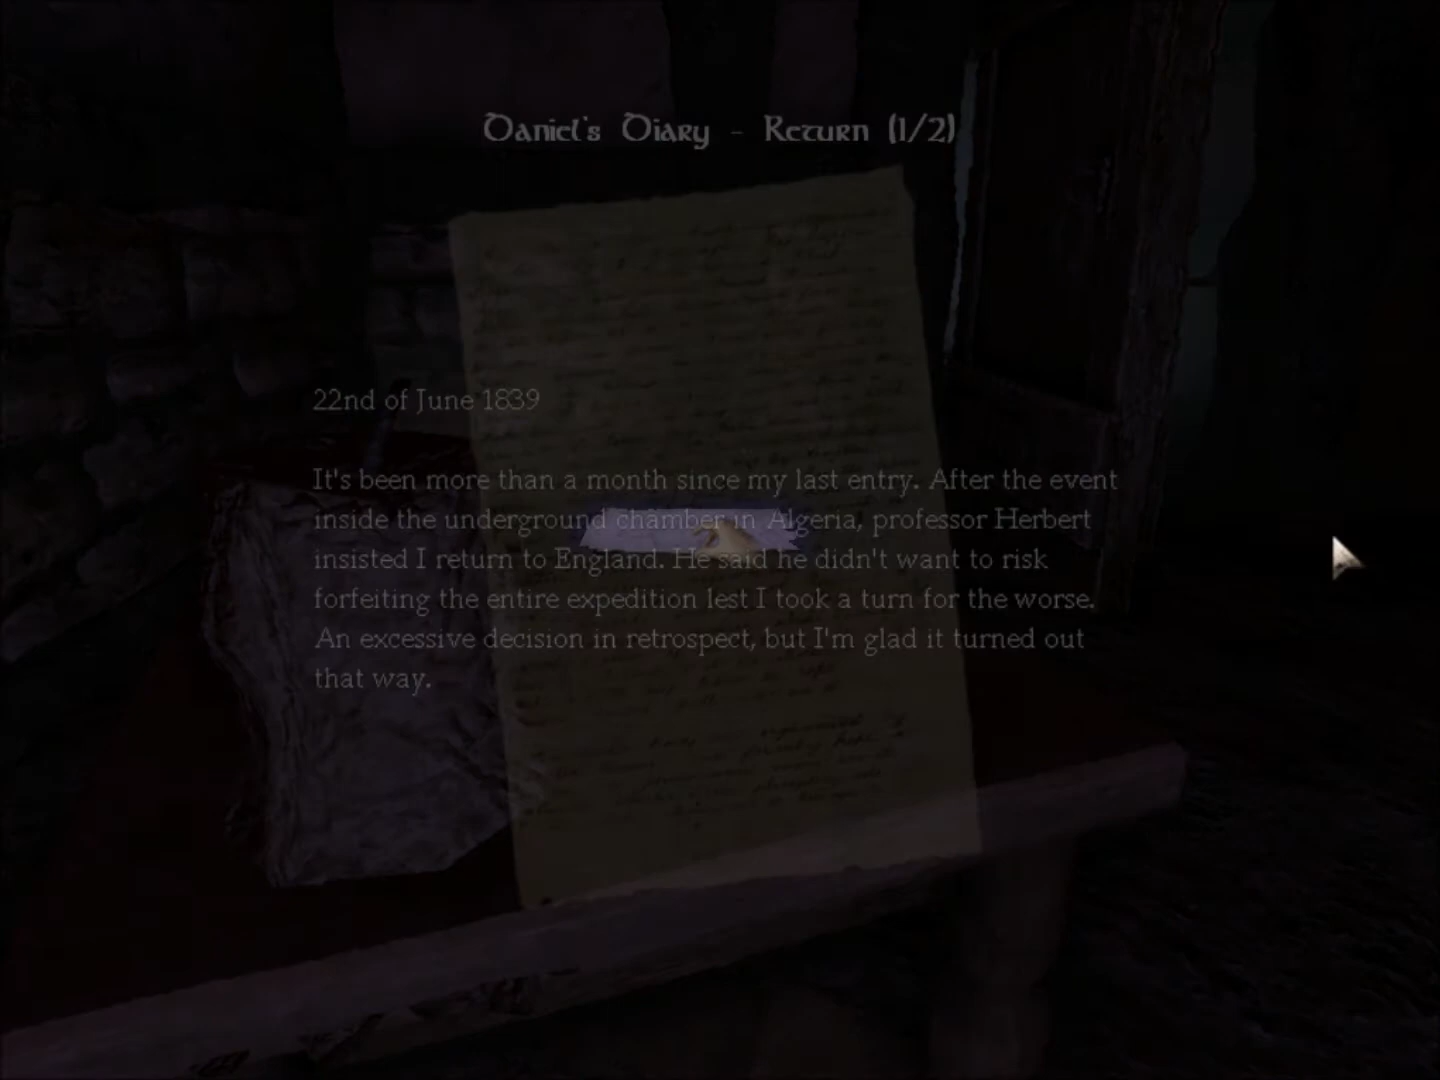 Daniel's Diary - Return (1/2)
22nd of June 1839
It's been more than a month since my last entry. After the event
inside the underground chamber in Algeria, professor Herbert
insisted I return to England. He said he didn't want to risk
forfeiting the entire expedition lest I took a turn for the worse.
An excessive decision in retrospect, but I'm glad it turned out
that way.